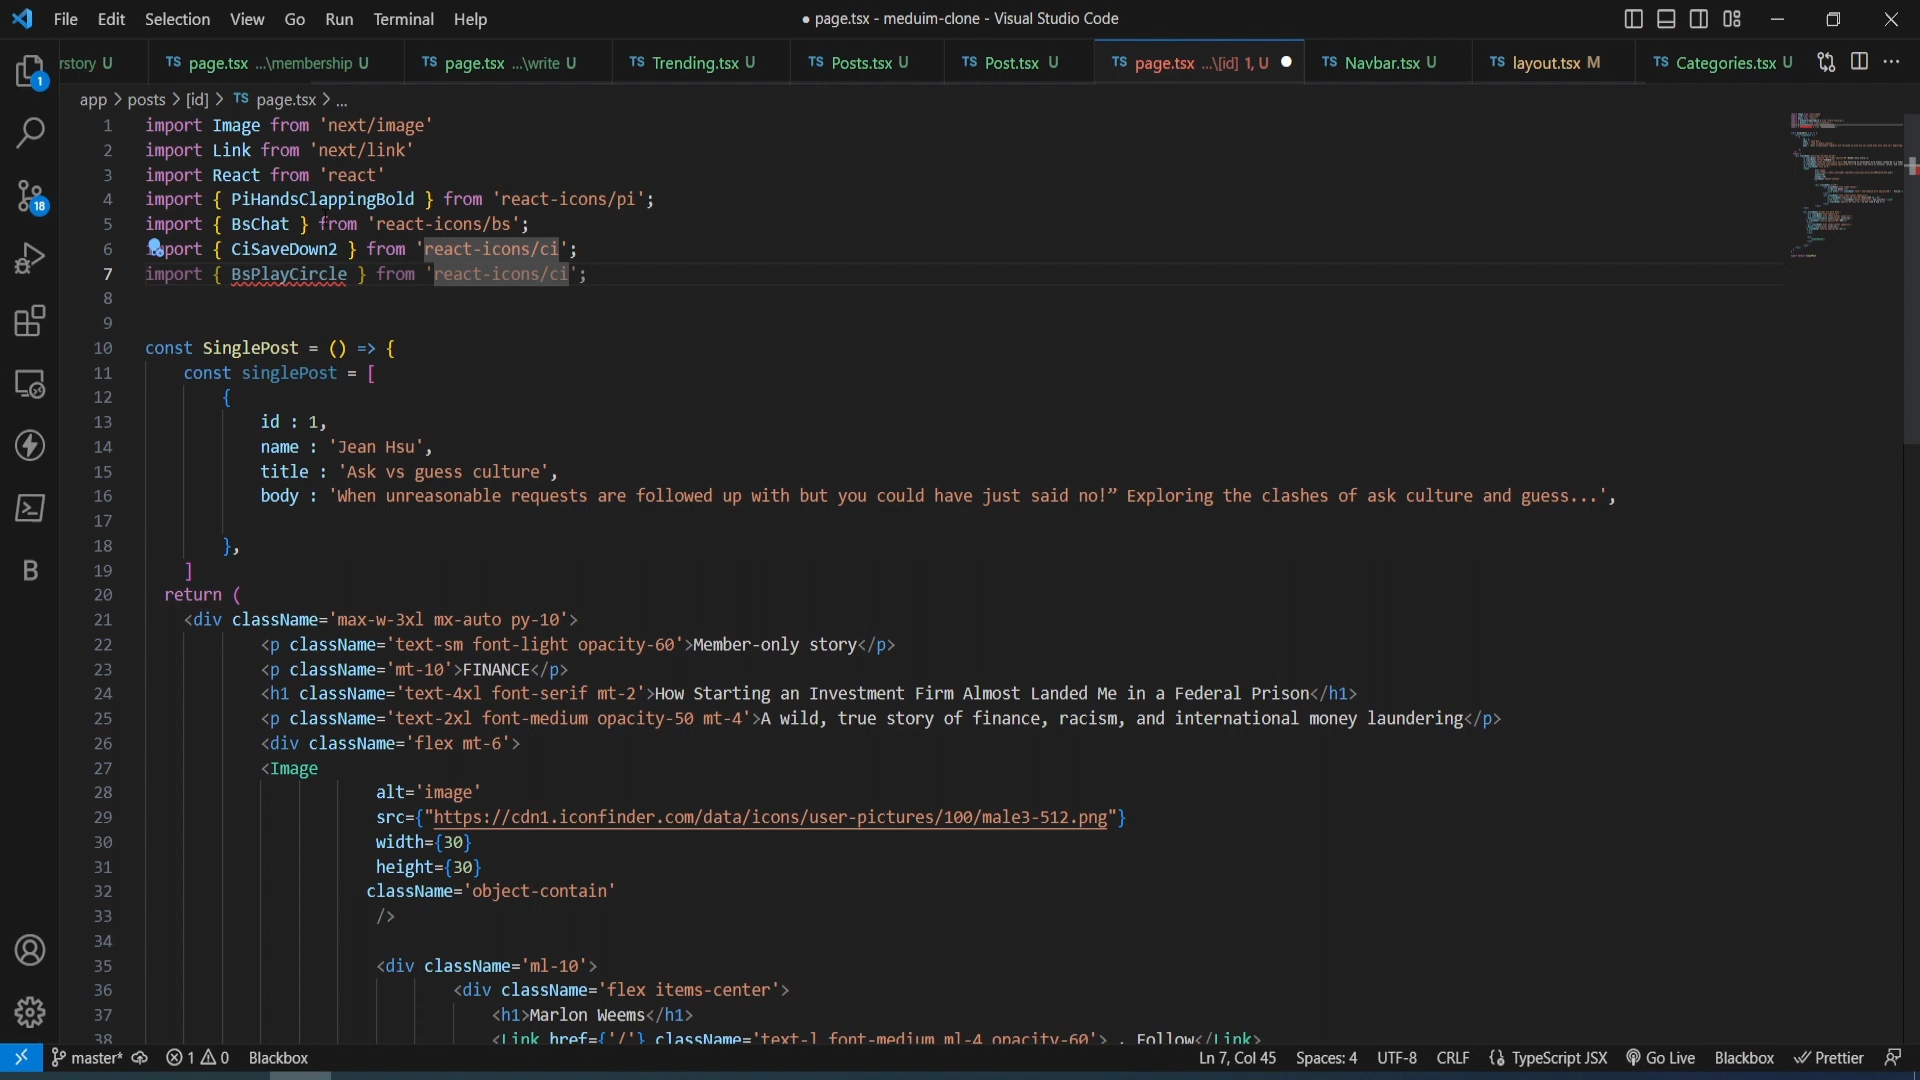 File Edit Selection View Go Run Terminal Help
● page.tsx - meduim-clone - Visual Studio Code
rstory U
TS page.tsx ...\membership U
TS page.tsx ...\write U
TS Trending.tsx U
TS Posts.tsx U
TS Post.tsx U
TS page.tsx ...\[id] 1, U ●
TS Navbar.tsx U
TS layout.tsx M
TS Categories.tsx U
app > posts > [id] > TS page.tsx > ...
1 import Image from 'next/image'
2 import Link from 'next/link'
3 import React from 'react'
4 import { PiHandsClappingBold } from 'react-icons/pi';
5 import { BsChat } from 'react-icons/bs';
6 import { CiSaveDown2 } from 'react-icons/ci';
7 import { BsPlayCircle } from 'react-icons/ci';
8
9
10 const SinglePost = () => {
11 const singlePost = [
12 {
13 id : 1,
14 name : 'Jean Hsu',
15 title : 'Ask vs guess culture',
16 body : 'When unreasonable requests are followed up with but you could have just said no!” Exploring the clashes of ask culture and guess...',
17
18 },
19 ]
20 return (
21 <div className='max-w-3xl mx-auto py-10'>
22 <p className='text-sm font-light opacity-60'>Member-only story</p>
23 <p className='mt-10'>FINANCE</p>
24 <h1 className='text-4xl font-serif mt-2'>How Starting an Investment Firm Almost Landed Me in a Federal Prison</h1>
25 <p className='text-2xl font-medium opacity-50 mt-4'>A wild, true story of finance, racism, and international money laundering</p>
26 <div className='flex mt-6'>
27 <Image
28 alt='image'
29 src={"https://cdn1.iconfinder.com/data/icons/user-pictures/100/male3-512.png"}
30 width={30}
31 height={30}
32 className='object-contain'
33 />
34
35 <div className='ml-10'>
36 <div className='flex items-center'>
37 <h1>Marlon Weems</h1>
38 <Link href={'/'} className='text-l font-medium ml-4 opacity-60'> . Follow</Link>
1
18
B
master* 1 0 Blackbox
Ln 7, Col 45 Spaces: 4 UTF-8 CRLF {} TypeScript JSX Go Live Blackbox Prettier